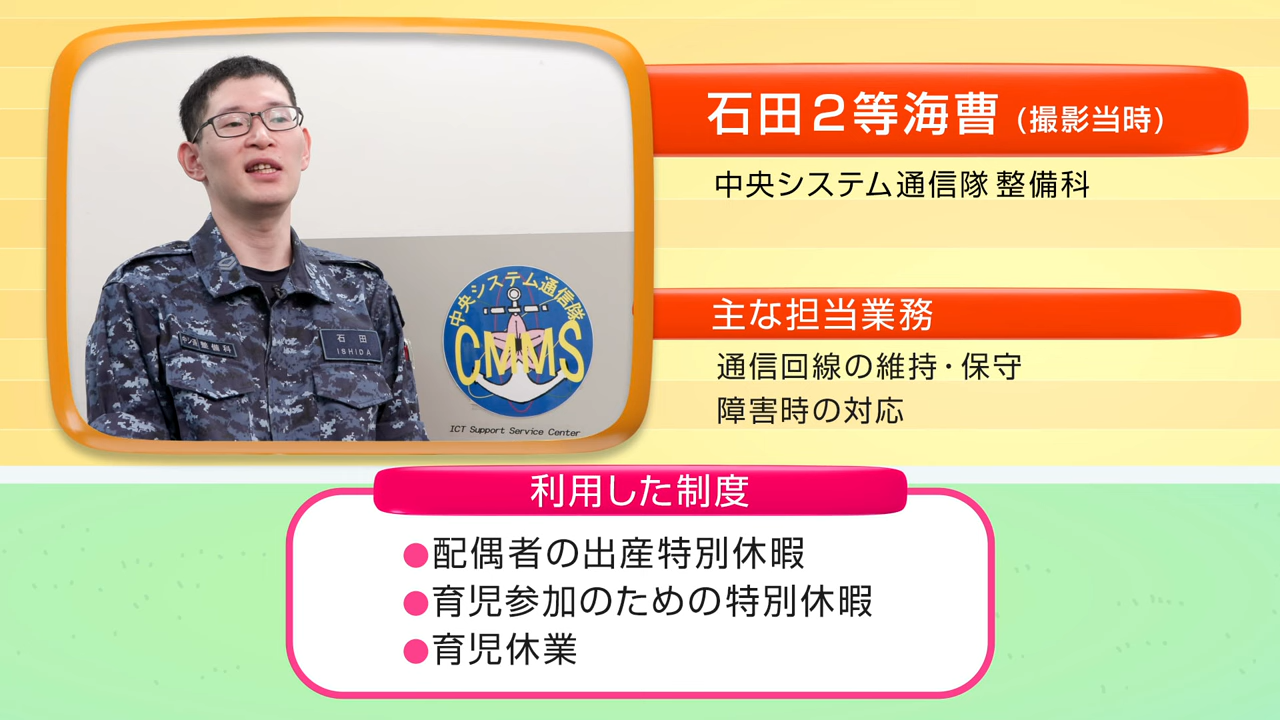 石田2等海曹 (撮影当時)
中央システム通信隊 整備科
主な担当業務
通信回線の維持・保守
障害時の対応
石田
ISHIDA
整備科
中央システム通信隊
CMMS
ICT Support Service Center
利用した制度
●配偶者の出産特別休暇
●育児参加のための特別休暇
●育児休業